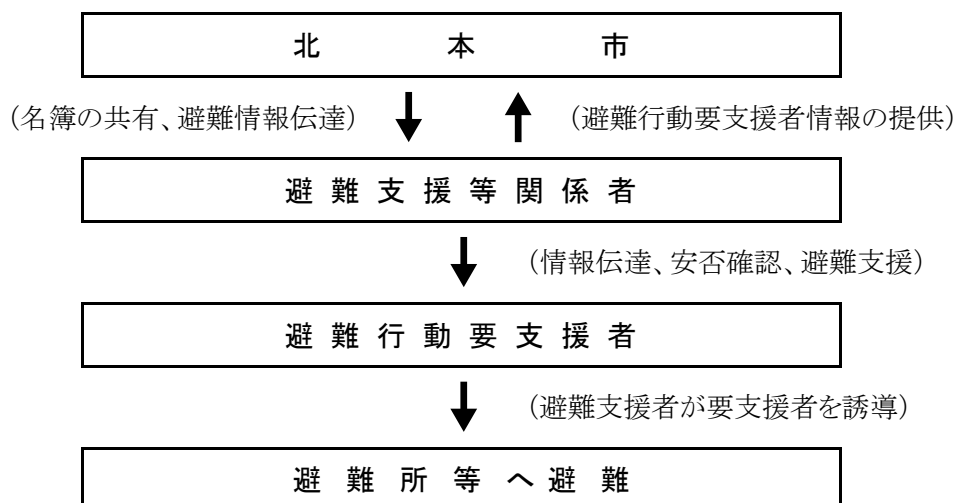 北本市
(名簿の共有、避難情報伝達)
(避難行動要支援者情報の提供)
避難支援等関係者
(情報伝達、安否確認、避難支援)
避難行動要支援者
(避難支援者が要支援者を誘導)
避難所等へ避難